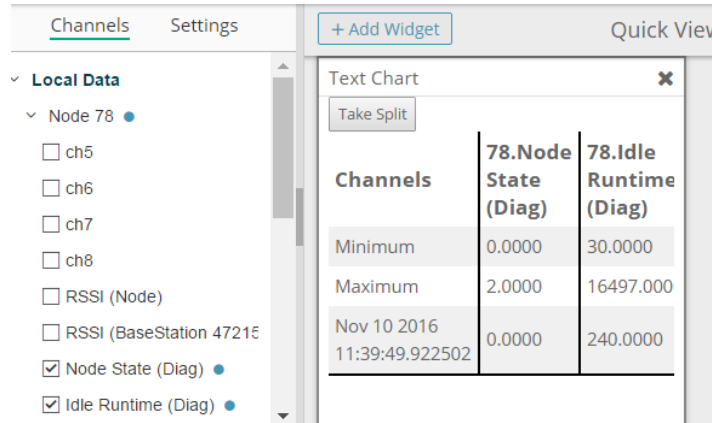 Channels Settings
Local Data
Node 78
ch5
ch6
ch7
ch8
RSSI (Node)
RSSI (BaseStation 47215
Node State (Diag)
Idle Runtime (Diag)
+ Add Widget Quick View
Text Chart
Take Split
Channels 78.Node State (Diag) 78.Idle Runtime (Diag)
Minimum 0.0000 30.0000
Maximum 2.0000 16497.000
Nov 10 2016 11:39:49.922502 0.0000 240.0000